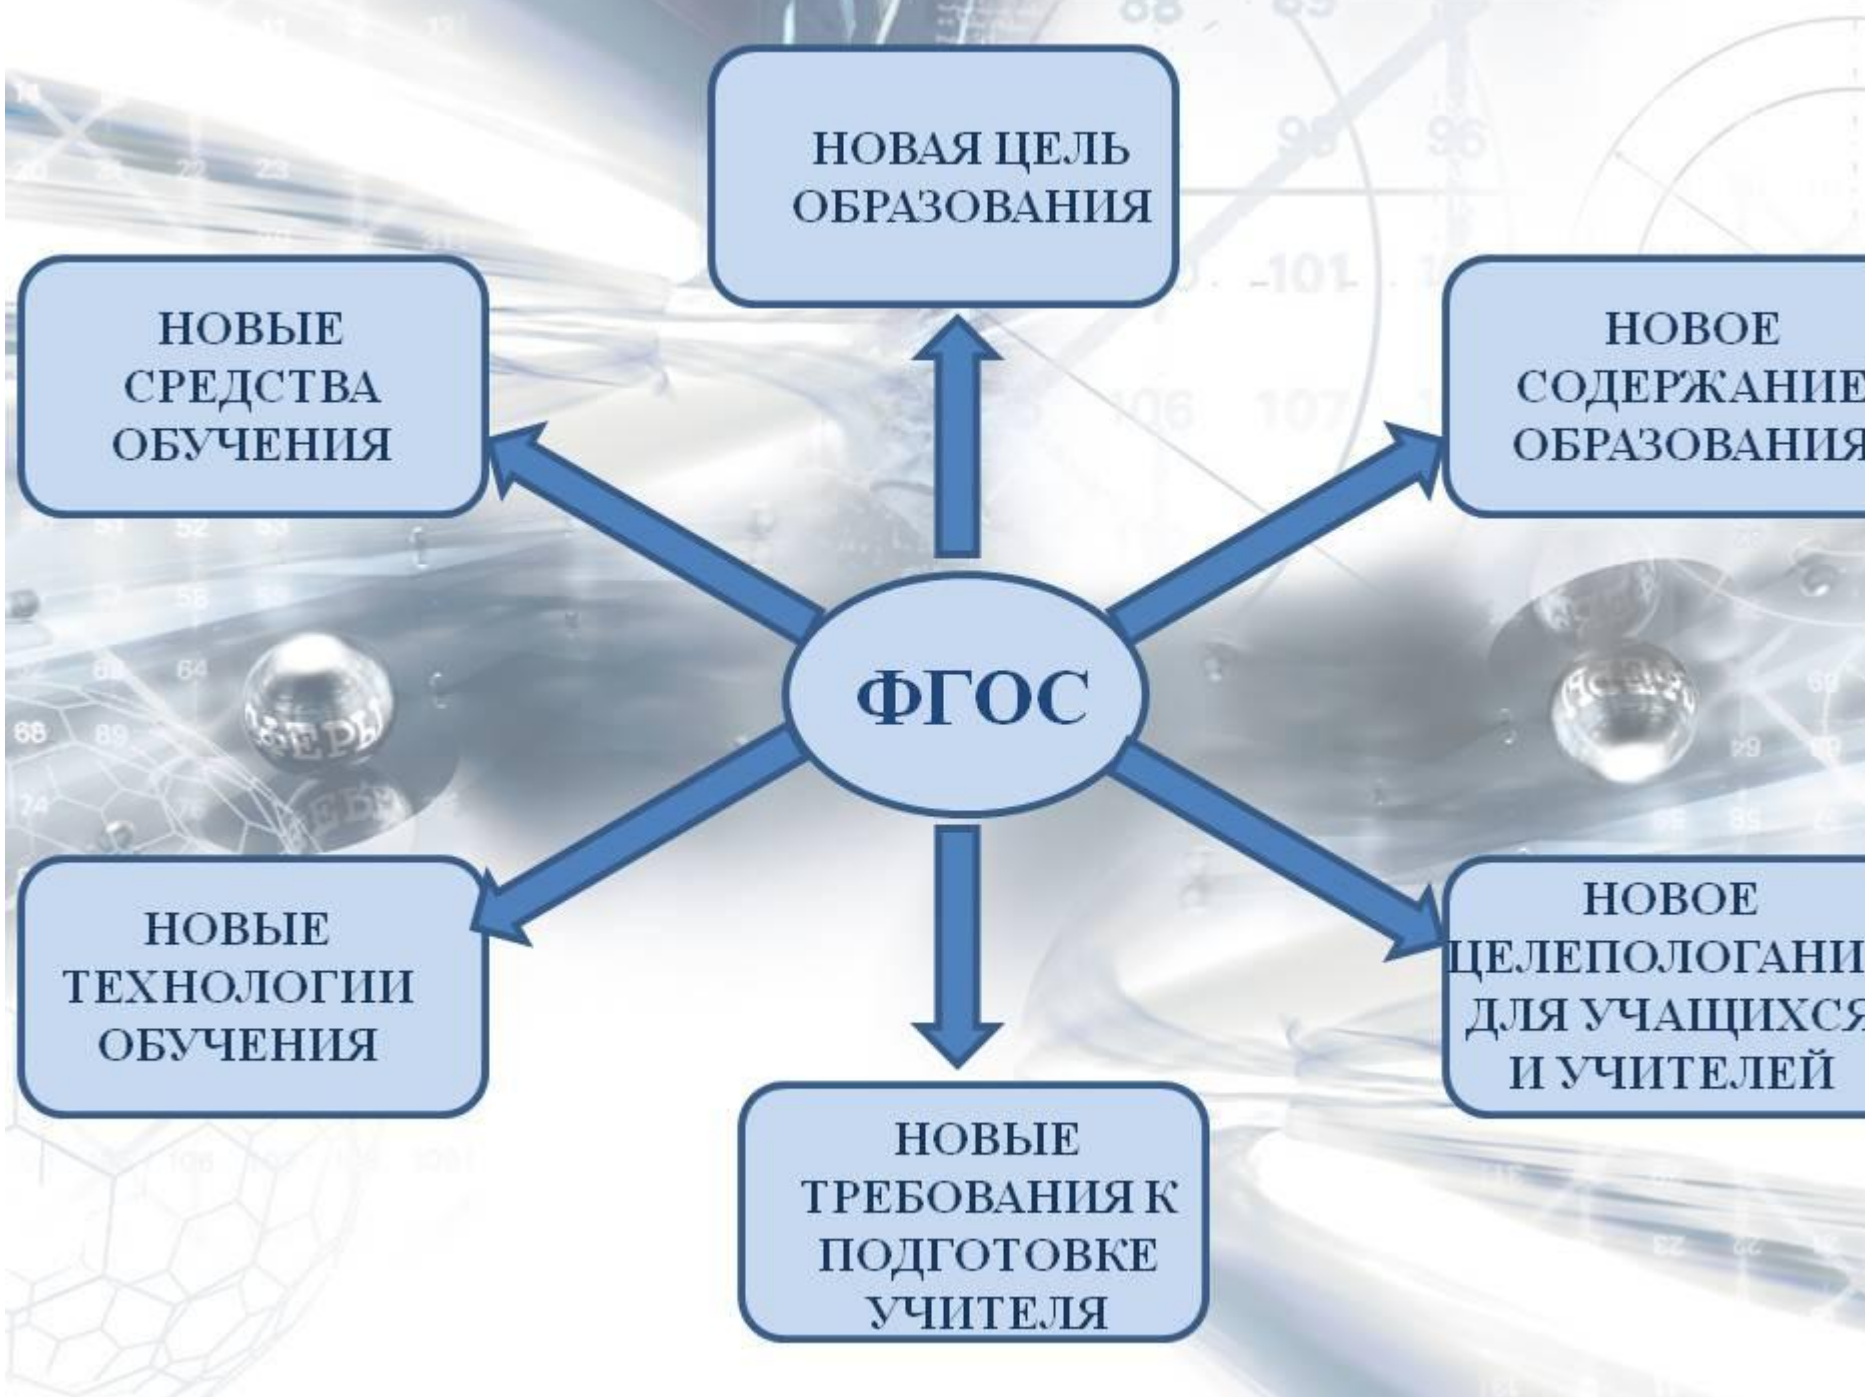 НОВАЯ ЦЕЛЬ
ОБРАЗОВАНИЯ
НОВЫЕ
СРЕДСТВА
ОБУЧЕНИЯ
НОВОЕ
СОДЕРЖАНИЕ
ОБРАЗОВАНИЯ
ФГОС
НОВЫЕ
ТЕХНОЛОГИИ
ОБУЧЕНИЯ
НОВОЕ
ЦЕЛЕПОЛОГАНИ
ДЛЯ УЧАЩИХСЯ
И УЧИТЕЛЕЙ
НОВЫЕ
ТРЕБОВАНИЯ К
ПОДГОТОВКЕ
УЧИТЕЛЯ